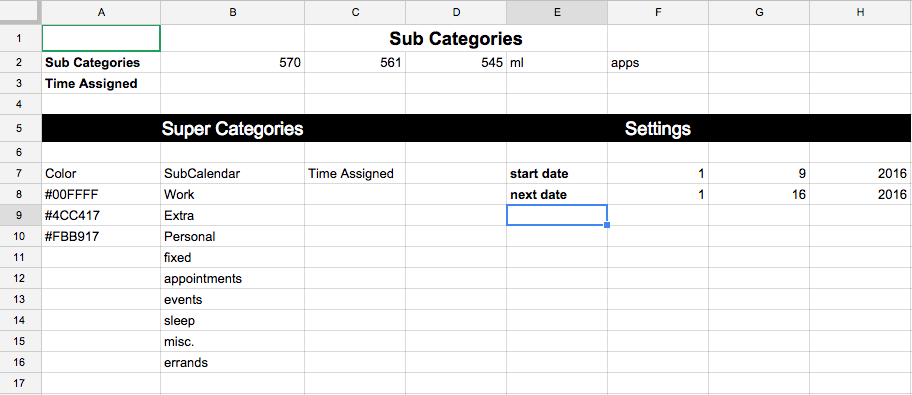 A B C D E F G H
1 Sub Categories
2 Sub Categories 570 561 545 ml apps
3 Time Assigned
4
5 Super Categories Settings
6
7 Color SubCalendar Time Assigned start date 1 9 2016
8 #00FFFF Work next date 1 16 2016
9 #4CC417 Extra
10 #FBB917 Personal
11 fixed
12 appointments
13 events
14 sleep
15 misc.
16 errands
17